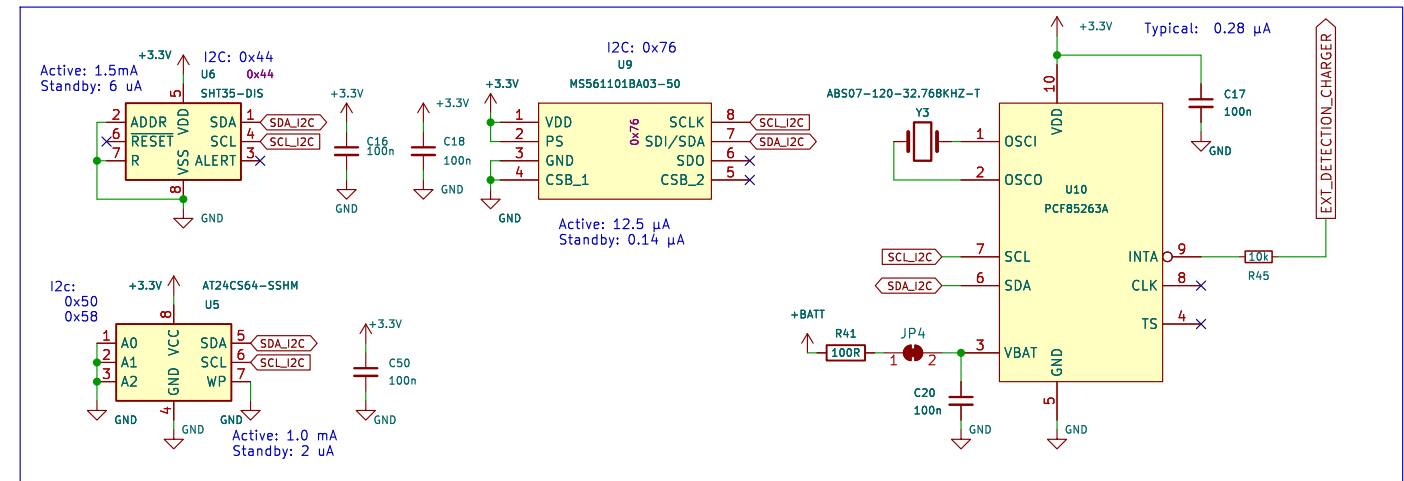 +3.3V
I2C: 0x44
U6
0x44
Active: 1.5mA
Standby: 6 uA
SHT35-DIS
5
2
ADDR
VDD
SDA
1
SDA_I2C
6
RESET
SCL
4
SCL_I2C
7
R
VSS
ALERT
3
8
GND
+3.3V
C16
100n
GND
+3.3V
C18
100n
GND
I2C: 0x76
U9
MS561101BA03-50
+3.3V
1
VDD
0x76
SCLK
8
SCL_I2C
2
PS
SDI/SDA
7
SDA_I2C
3
GND
SDO
6
4
CSB_1
CSB_2
5
GND
Active: 12.5 µA
Standby: 0.14 µA
+3.3V
Typical: 0.28 µA
EXT_DETECTION_CHARGER
C17
100n
GND
ABS07-120-32.768KHZ-T
Y3
10
VDD
1
OSCI
2
OSCO
U10
PCF85263A
SCL_I2C
7
SCL
INTA
9
10k
R45
SDA_I2C
6
SDA
CLK
8
TS
4
+BATT
R41
100R
JP4
1
2
3
VBAT
GND
5
C20
100n
GND
GND
I2c:
0x50
0x58
+3.3V
AT24CS64-SSHM
U5
8
1
A0
VCC
SDA
5
SDA_I2C
2
A1
SCL
6
SCL_I2C
3
A2
GND
WP
7
4
GND
GND
GND
Active: 1.0 mA
Standby: 2 uA
+3.3V
C50
100n
GND